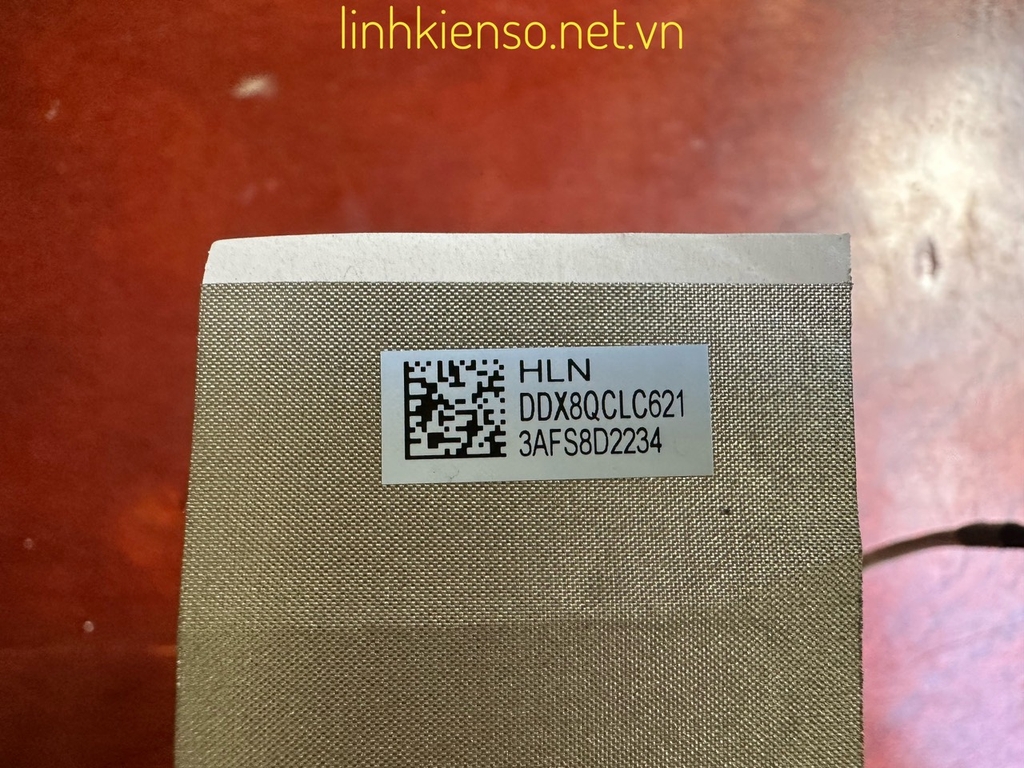 linhkienso.net.vn
HLN
DDX8QCLC621
3AFS8D2234